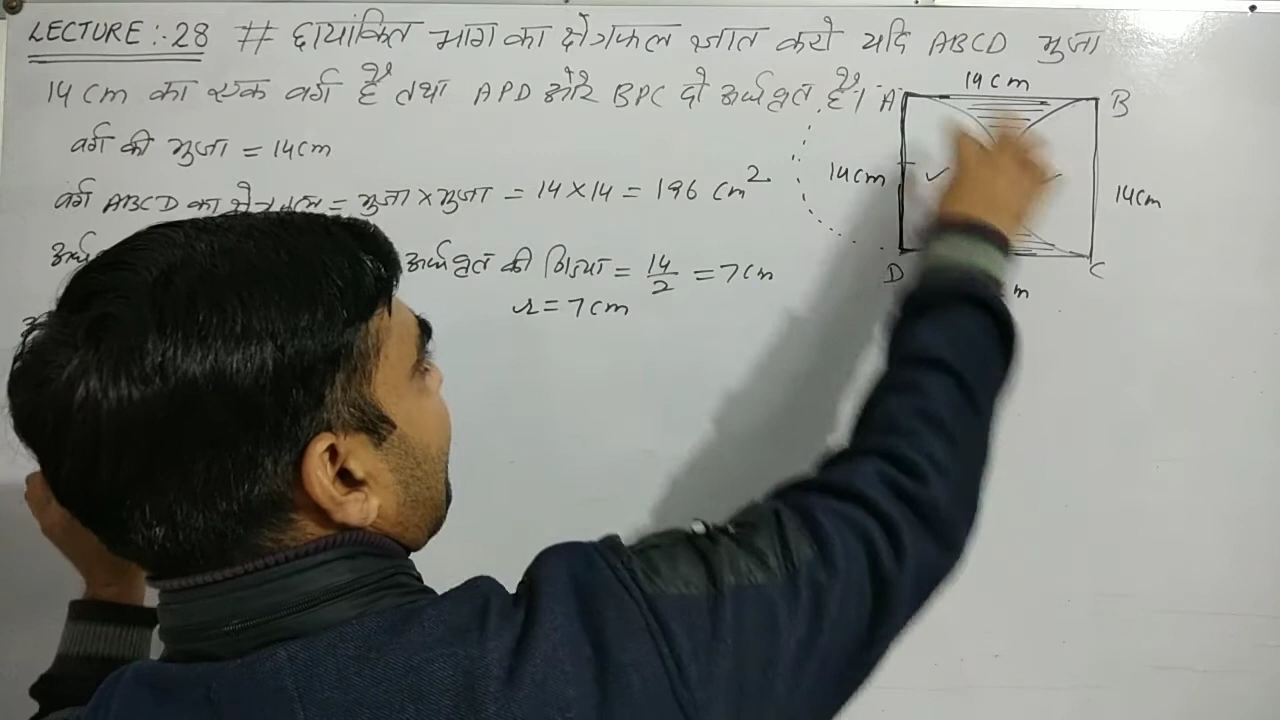 LECTURE:-28 # छायांकित भाग का क्षेत्रफल ज्ञात करो यदि ABCD भुजा
14 cm का एक वर्ग है तथा APD और BPC दो अर्धवृत है।
14 cm
A B
वर्ग की भुजा = 14cm
14cm
14cm
वर्ग ABCD का क्षेत्रफल = भुजा × भुजा = 14 × 14 = 196 cm²
अर्धवृत की त्रिज्या = 14/2 = 7cm
D C
r = 7cm